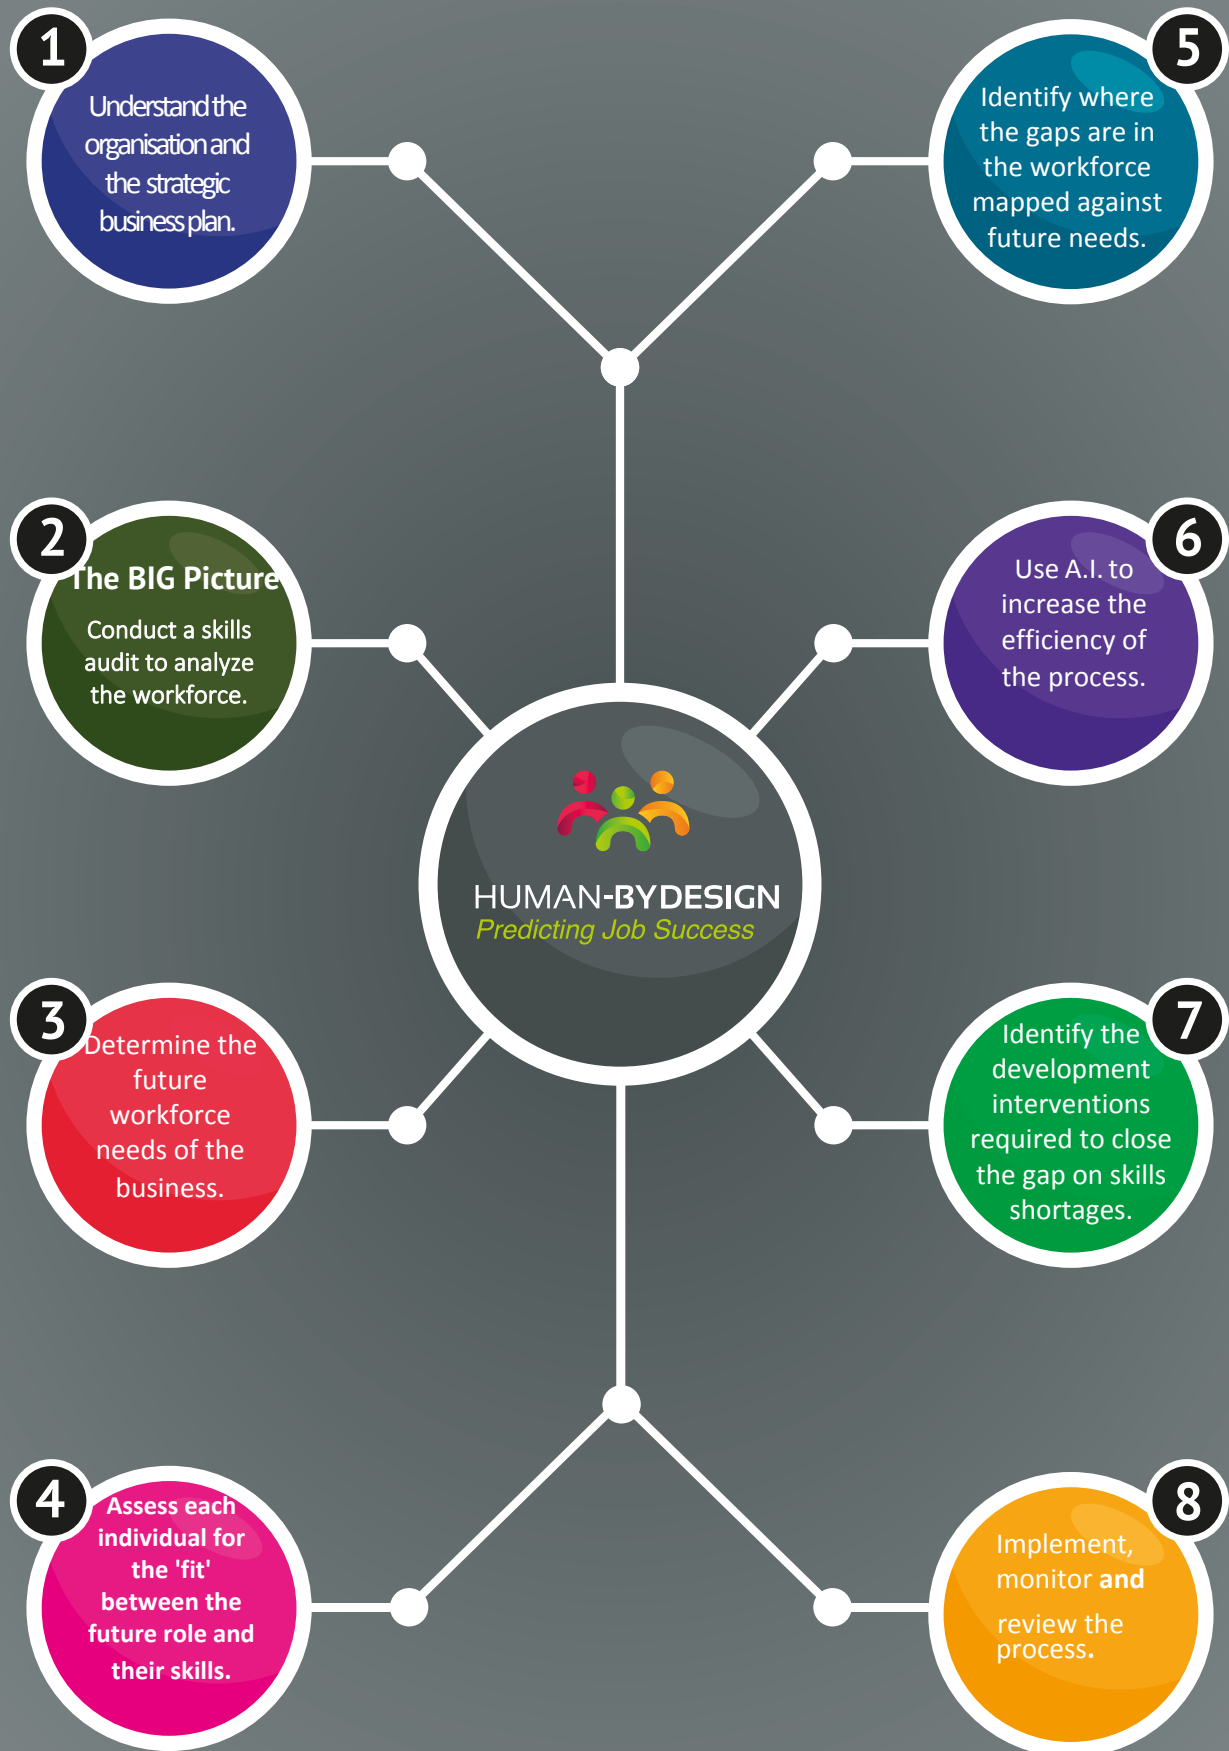 1
Understand the
organisation and
the strategic
business plan.
2
The BIG Picture
Conduct a skills
audit to analyze
the workforce.
3
Determine the
future
workforce
needs of the
business.
4
Assess each
individual for
the 'fit'
between the
future role and
their skills.
HUMAN-BYDESIGN
Predicting Job Success
5
Identify where
the gaps are in
the workforce
mapped against
future needs.
6
Use A.I. to
increase the
efficiency of
the process.
7
Identify the
development
interventions
required to close
the gap on skills
shortages.
8
Implement,
monitor and
review the
process.